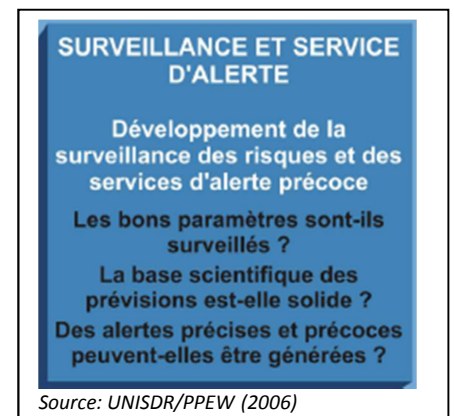 SURVEILLANCE ET SERVICE
D'ALERTE
Développement de la
surveillance des risques et des
services d'alerte précoce
Les bons paramètres sont-ils
surveillés ?
La base scientifique des
prévisions est-elle solide ?
Des alertes précises et précoces
peuvent-elles être générées ?
Source: UNISDR/PPEW (2006)